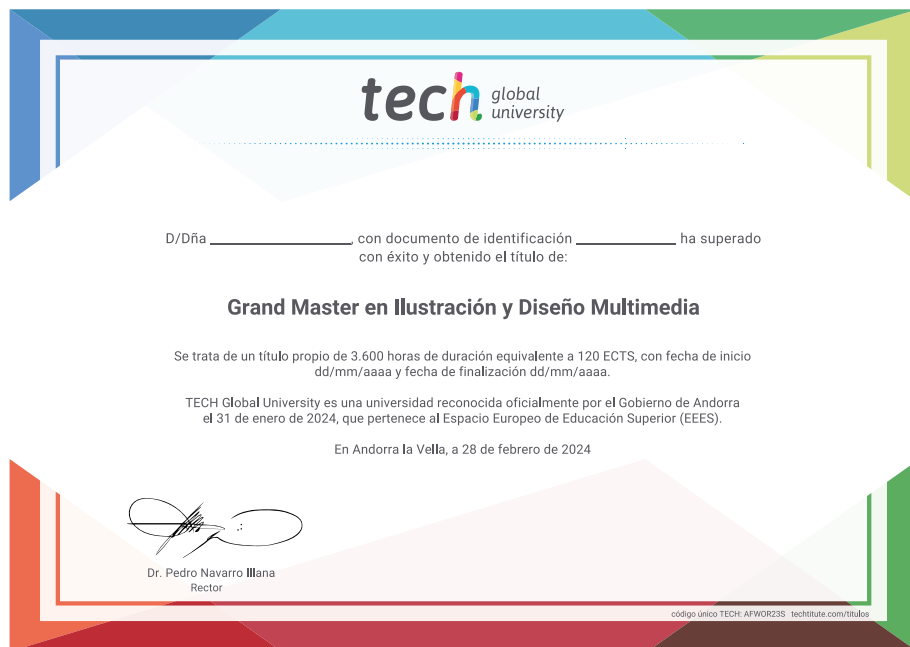 tech global
university
D/Dña ______________, con documento de identificación __________ ha superado
con éxito y obtenido el título de:
Grand Master en Ilustración y Diseño Multimedia
Se trata de un título propio de 3.600 horas de duración equivalente a 120 ECTS, con fecha de inicio
dd/mm/aaaa y fecha de finalización dd/mm/aaaa.
TECH Global University es una universidad reconocida oficialmente por el Gobierno de Andorra
el 31 de enero de 2024, que pertenece al Espacio Europeo de Educación Superior (EEES).
En Andorra la Vella, a 28 de febrero de 2024
Dr. Pedro Navarro Illana
Rector
código único TECH: AFWOR23S techtitute.com/titulos